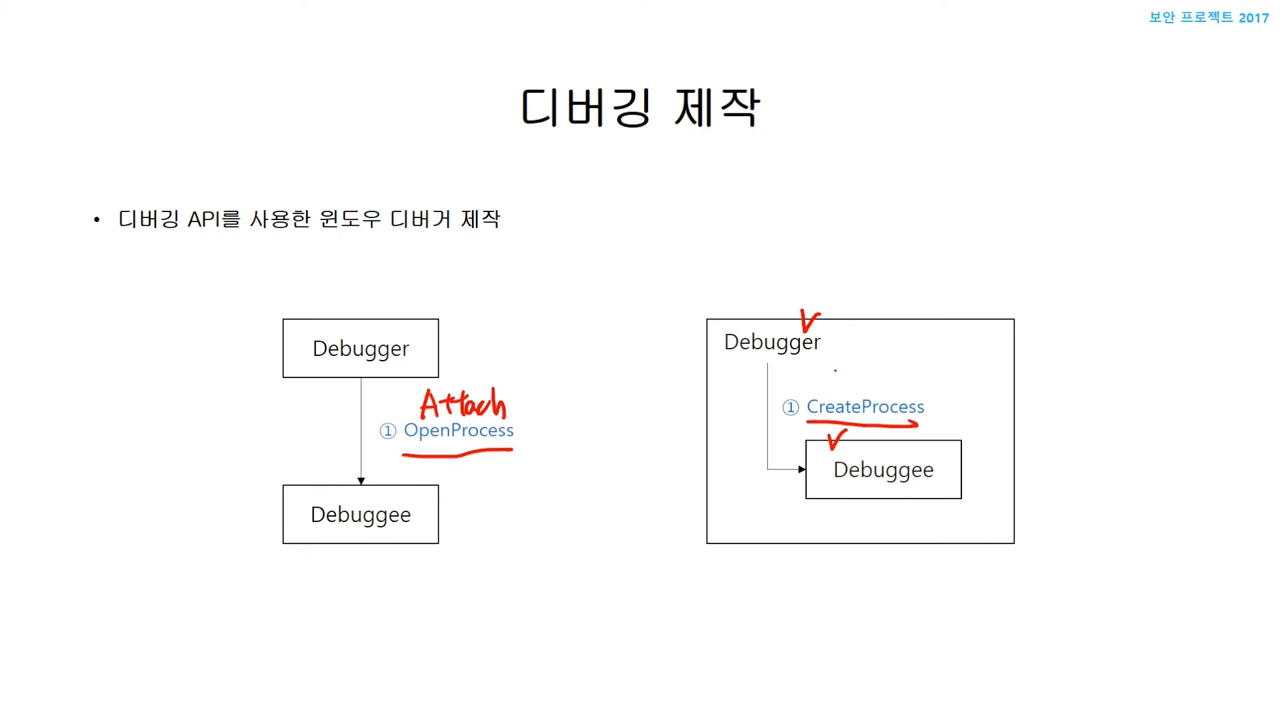 보안 프로젝트 2017
디버깅 제작
• 디버깅 API를 사용한 윈도우 디버거 제작
Debugger
Attach
① OpenProcess
Debuggee
Debugger
① CreateProcess
Debuggee